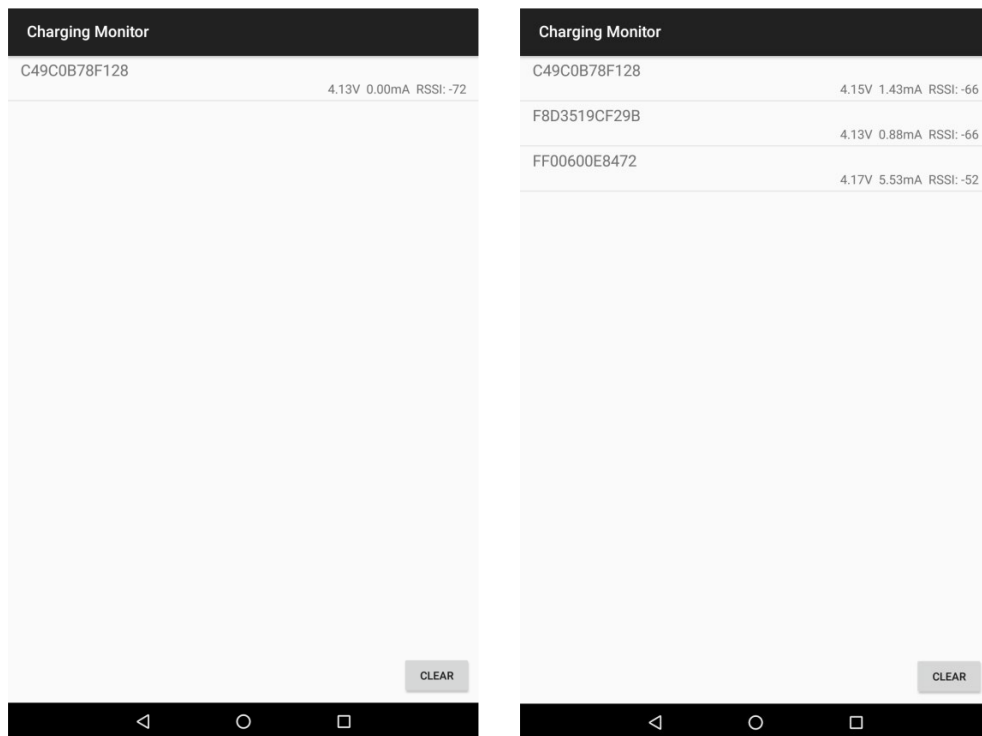 Charging Monitor
C49C0B78F128
4.13V 0.00mA RSSI: -72
CLEAR
Charging Monitor
C49C0B78F128
4.15V 1.43mA RSSI: -66
F8D3519CF29B
4.13V 0.88mA RSSI: -66
FF00600E8472
4.17V 5.53mA RSSI: -52
CLEAR